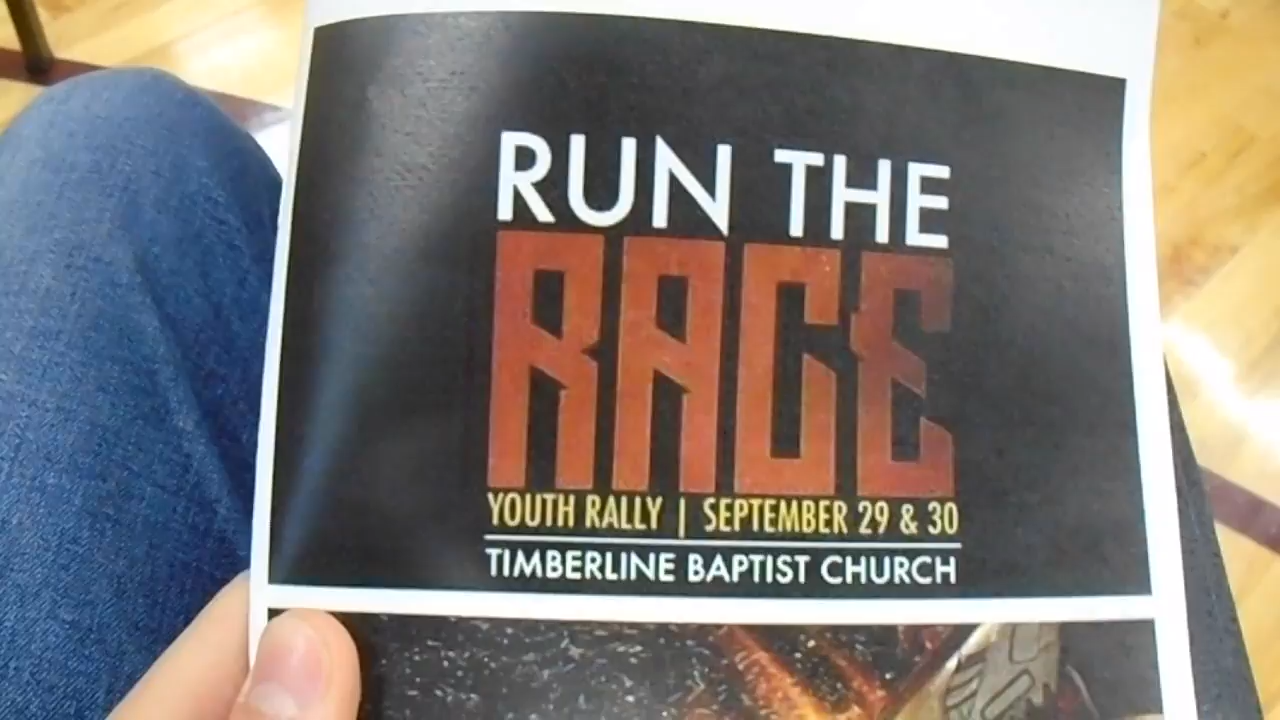 RUN THE
RACE
YOUTH RALLY | SEPTEMBER 29 & 30
TIMBERLINE BAPTIST CHURCH